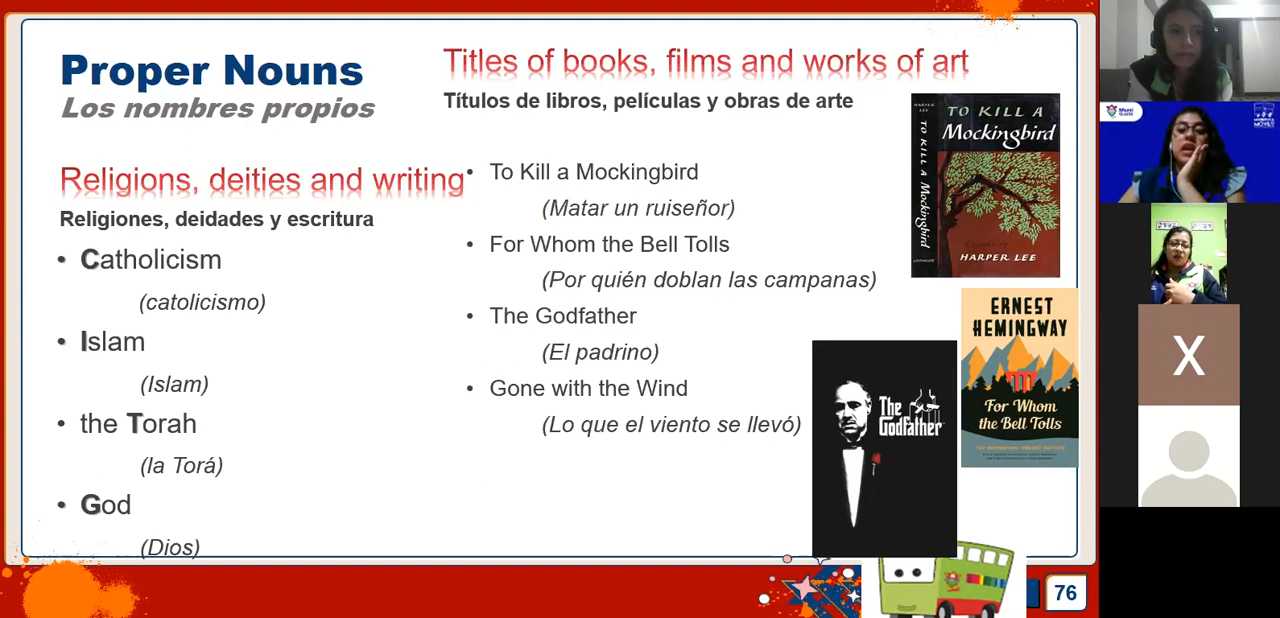 Proper Nouns
Los nombres propios
Religions, deities and writing
Religiones, deidades y escritura
• Catholicism
(catolicismo)
• Islam
(Islam)
• the Torah
(la Torá)
• God
(Dios)
Titles of books, films and works of art
Títulos de libros, películas y obras de arte
• To Kill a Mockingbird
(Matar un ruiseñor)
• For Whom the Bell Tolls
(Por quién doblan las campanas)
• The Godfather
(El padrino)
• Gone with the Wind
(Lo que el viento se llevó)
HARPER
LEE
TO KILL A Mockingbird
TO KILL A
Mockingbird
HARPER LEE
ERNEST
HEMINGWAY
For Whom
the Bell Tolls
The
Godfather
76
X